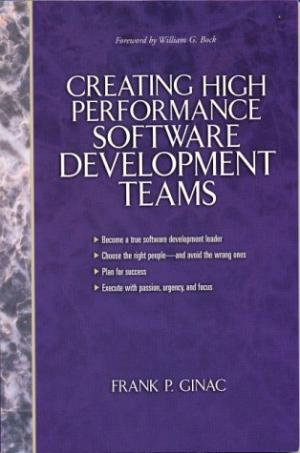 Foreword by William G. Bock
CREATING HIGH
PERFORMANCE
SOFTWARE
DEVELOPMENT
TEAMS
▶ Become a true software development leader
▶ Choose the right people—and avoid the wrong ones
▶ Plan for success
▶ Execute with passion, urgency, and focus
FRANK P. GINAC